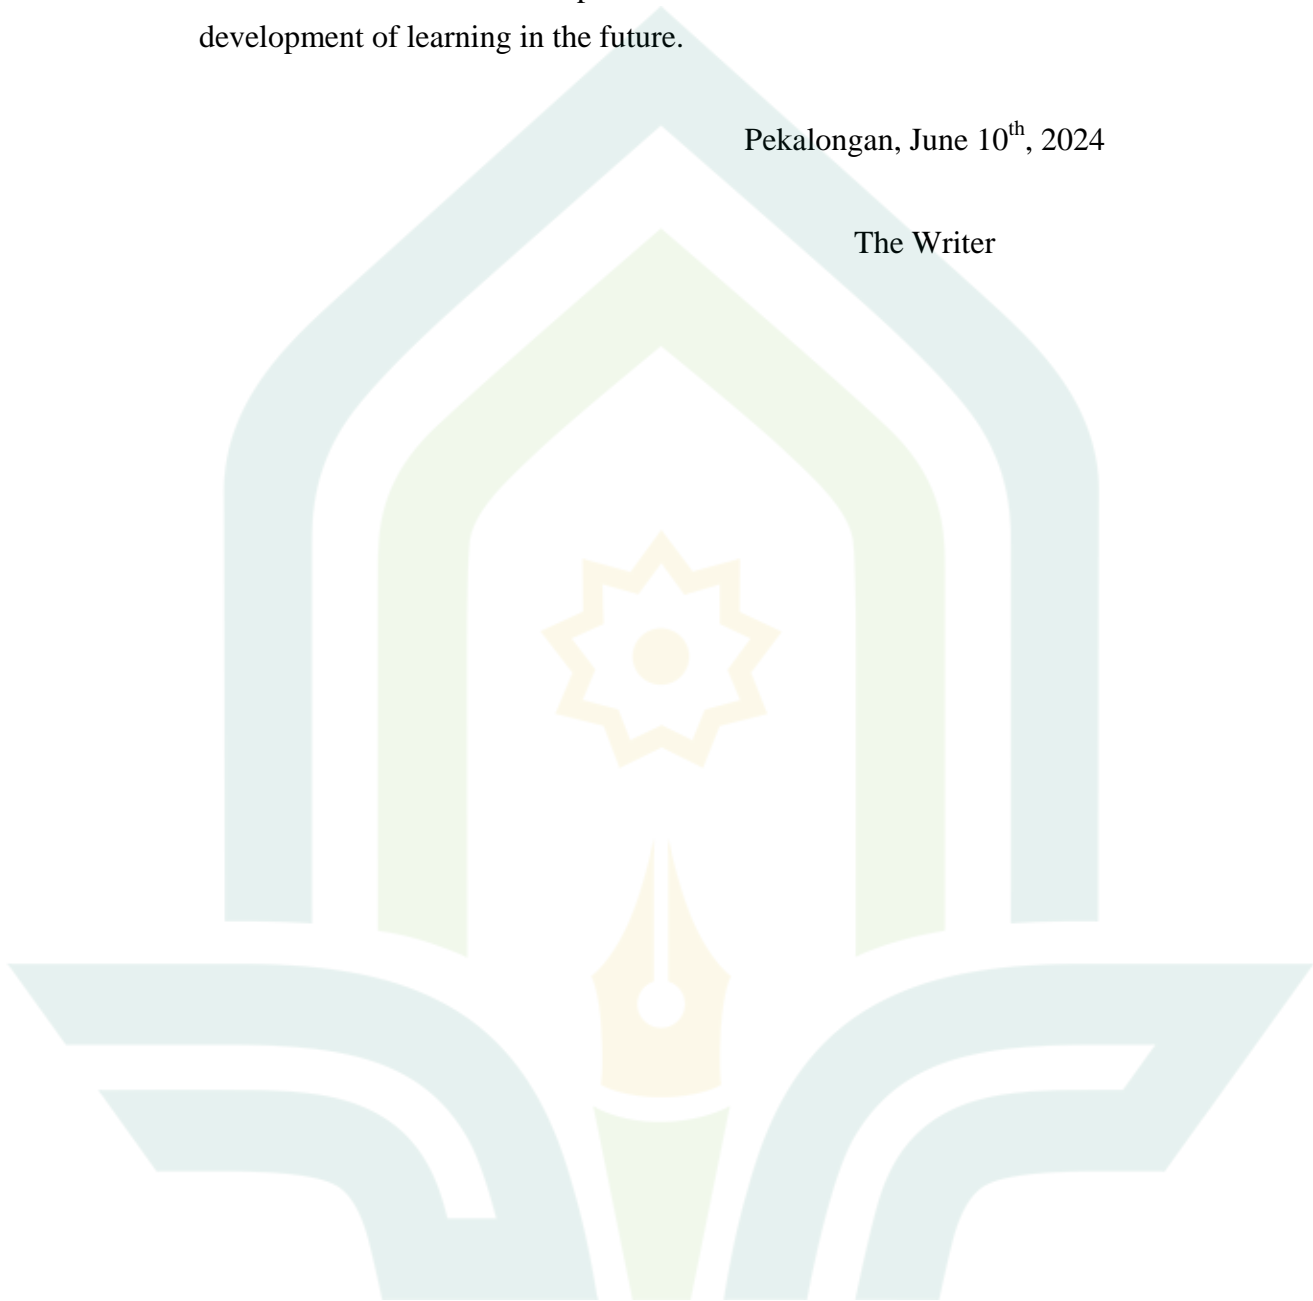 development of learning in the future.
Pekalongan, June 10th, 2024
The Writer